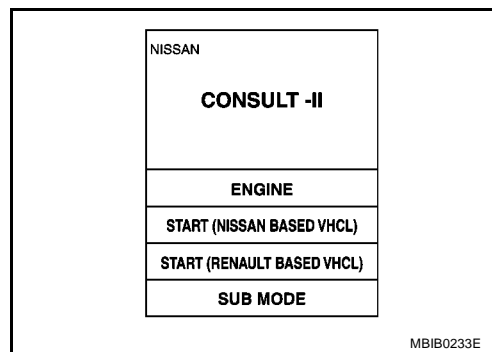 NISSAN
CONSULT -II
ENGINE
START (NISSAN BASED VHCL)
START (RENAULT BASED VHCL)
SUB MODE
MBIB0233E